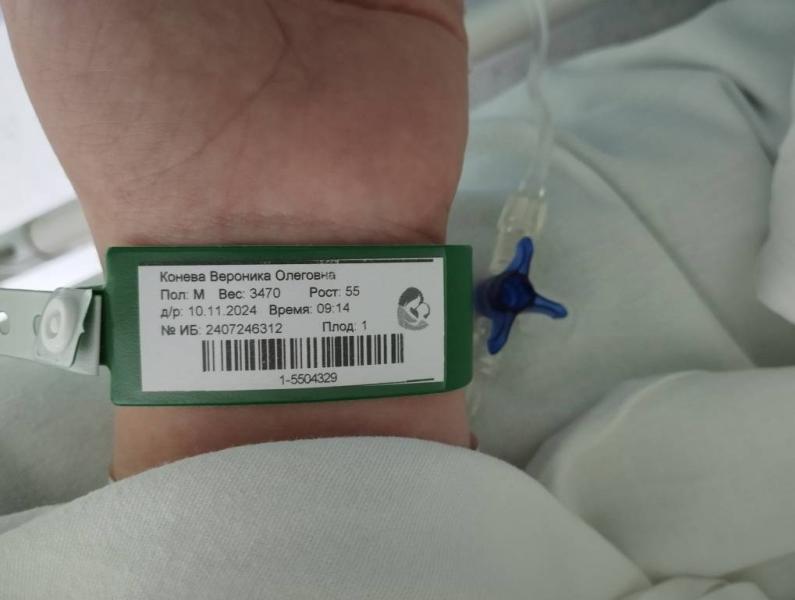 Конева Вероника Олеговна
Пол: М Вес: 3470 Рост: 55
д/р: 10.11.2024 Время: 09:14
№ ИБ: 2407246312 Плод: 1
1-5504329